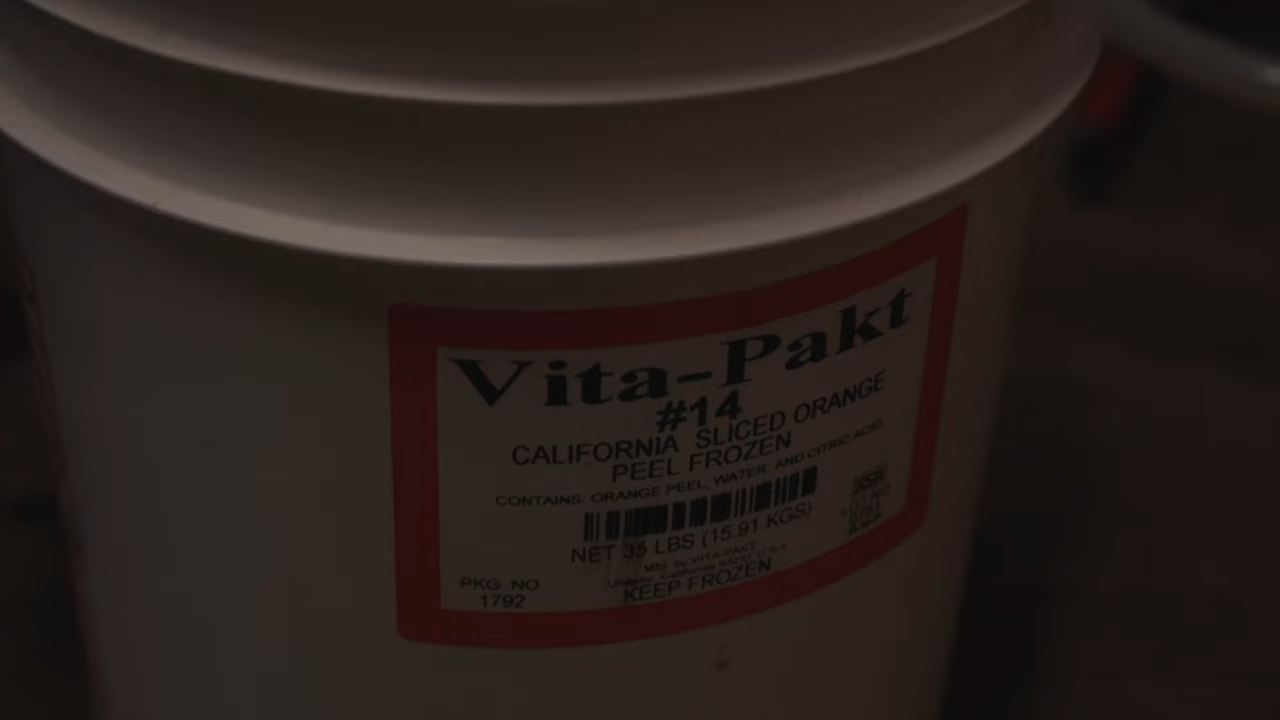 Vita-Pakt
#14
CALIFORNIA SLICED ORANGE
PEEL FROZEN
CONTAINS: ORANGE PEEL, WATER, AND CITRIC ACID.
NET 35 LBS (15.91 KGS)
Mfd. by VITA-PAKT
California
KEEP FROZEN
PKG. NO.
1792